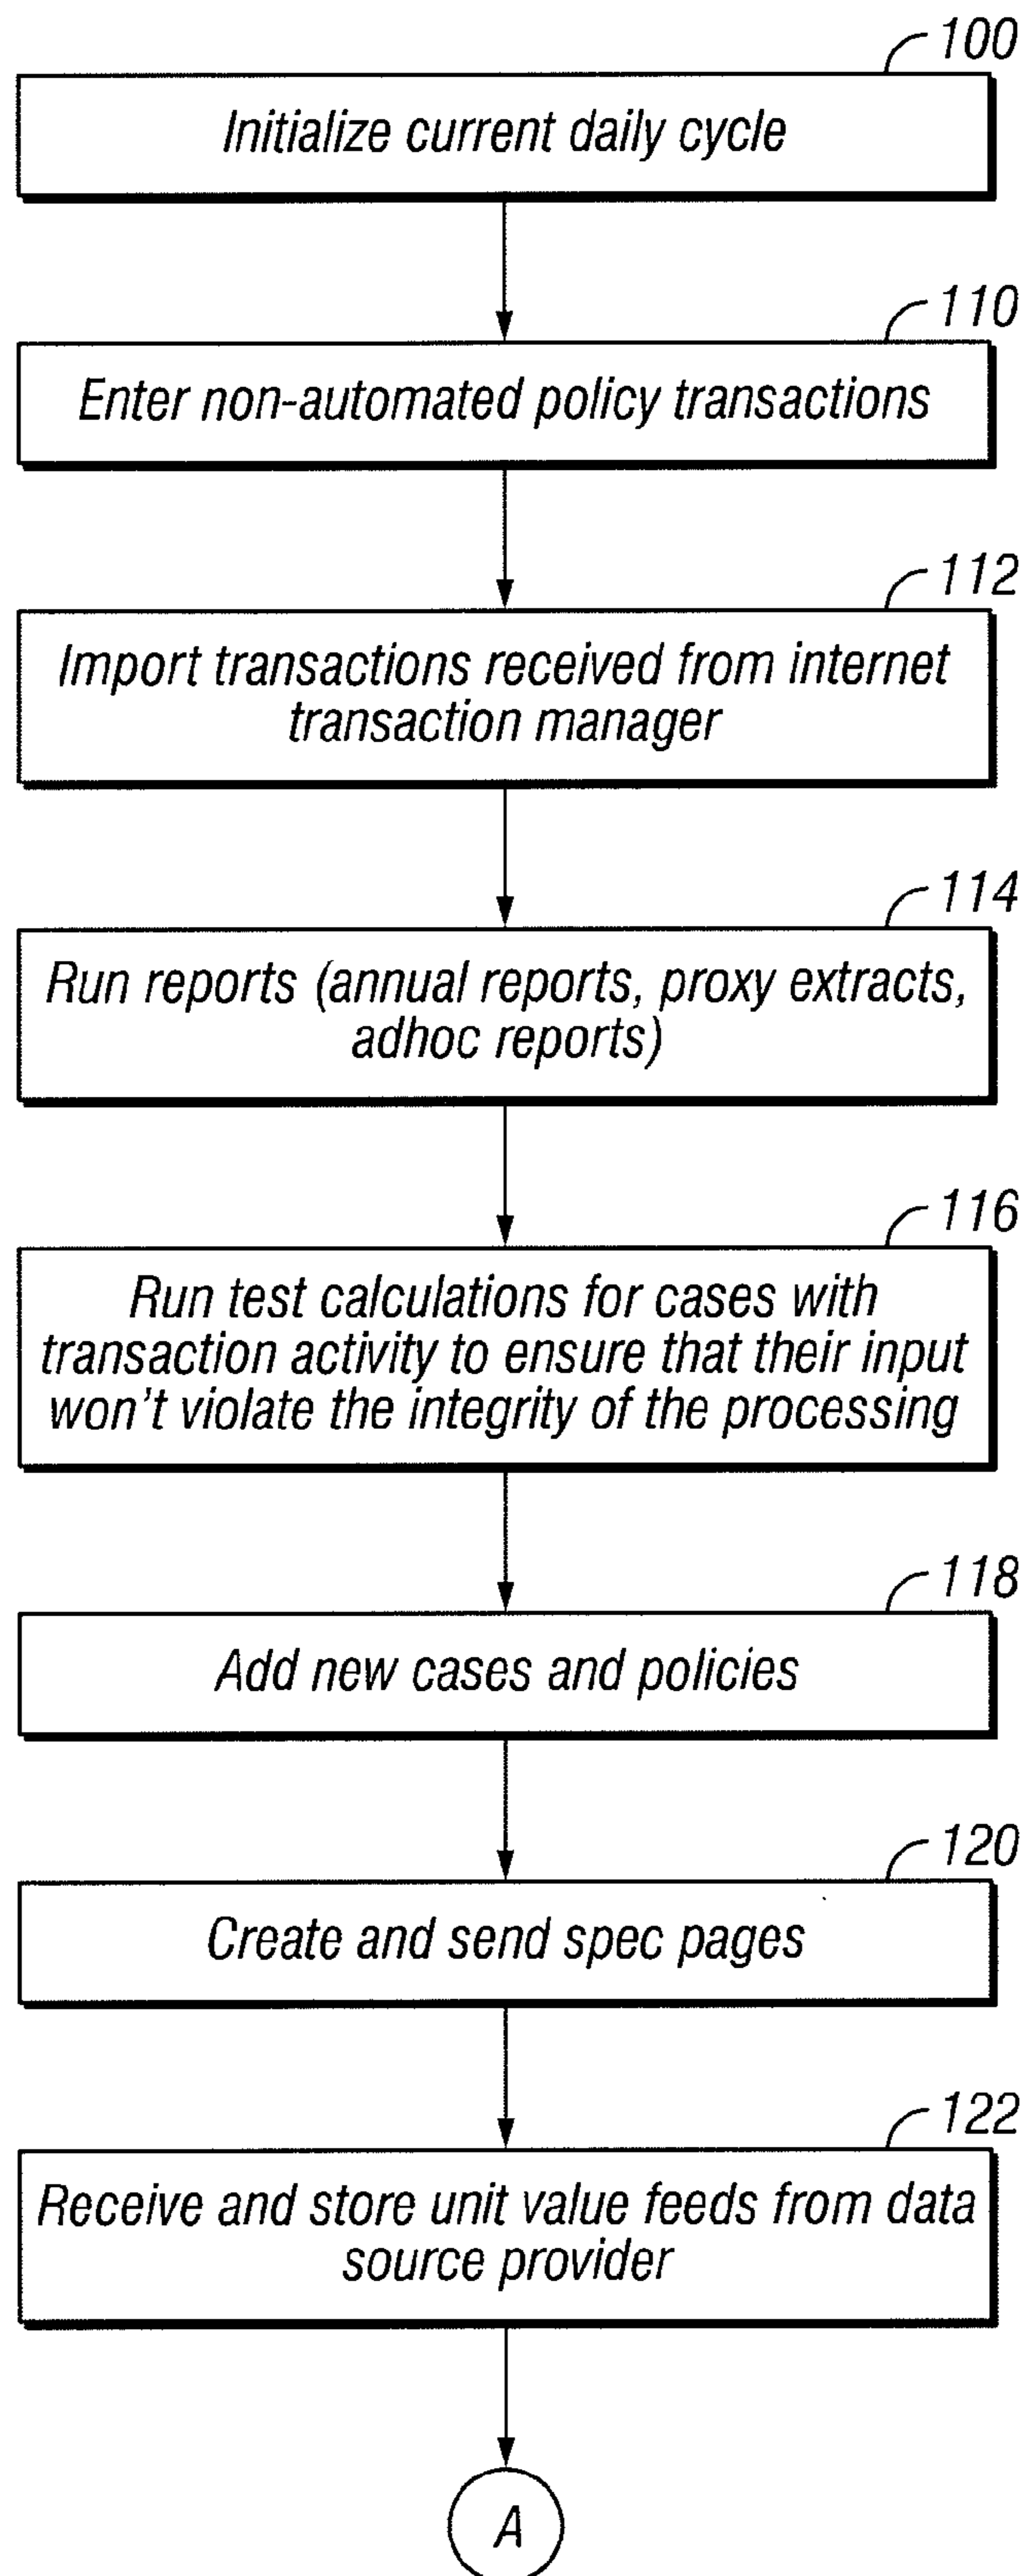 100
Initialize current daily cycle
110
Enter non-automated policy transactions
112
Import transactions received from internet
transaction manager
114
Run reports (annual reports, proxy extracts,
adhoc reports)
116
Run test calculations for cases with
transaction activity to ensure that their input
won't violate the integrity of the processing
118
Add new cases and policies
120
Create and send spec pages
122
Receive and store unit value feeds from data
source provider
A